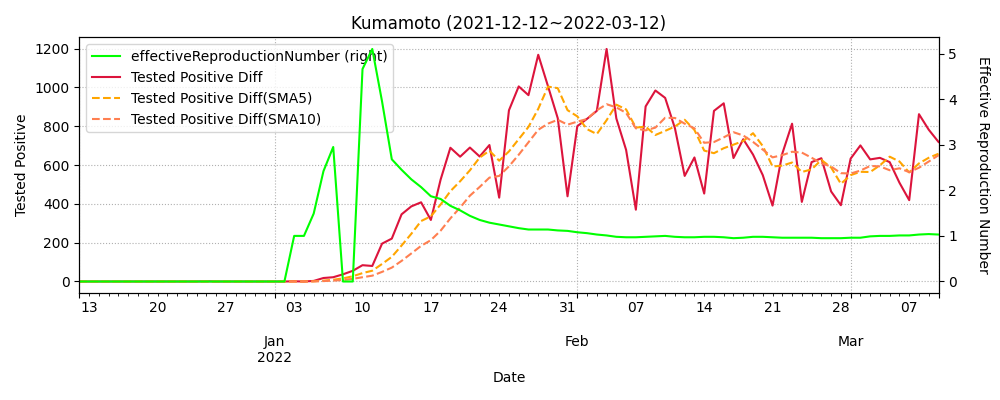 Kumamoto (2021-12-12~2022-03-12)
effectiveReproductionNumber (right)
Tested Positive Diff
Tested Positive Diff(SMA5)
Tested Positive Diff(SMA10)
Tested Positive
1200
1000
800
600
400
200
0
Effective Reproduction Number
5
4
3
2
1
0
13 20 27 03 10 17 24 31 07 14 21 28 07
Jan Feb Mar
2022
Date